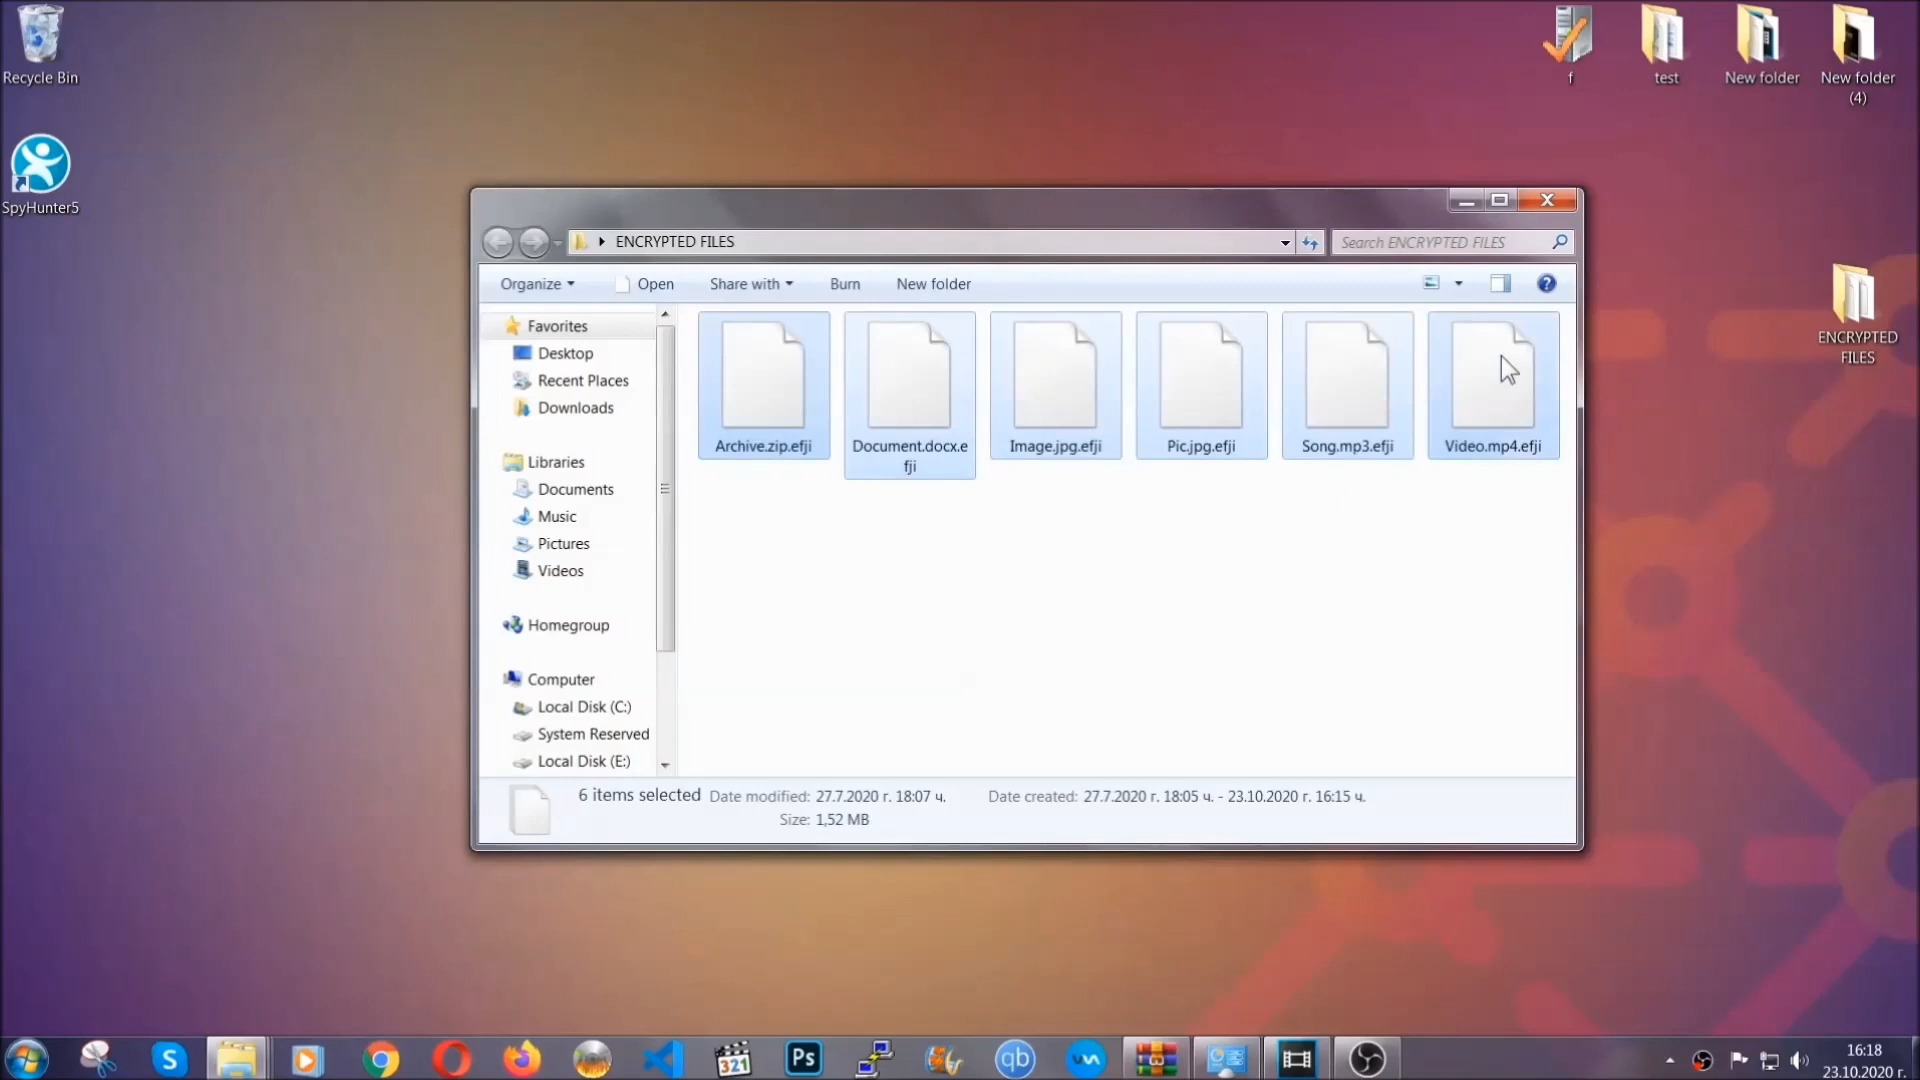 Recycle Bin
SpyHunter5
f
test
New folder
New folder
(4)
ENCRYPTED
FILES
ENCRYPTED FILES
Search ENCRYPTED FILES
Organize
Open
Share with
Burn
New folder
Favorites
Desktop
Recent Places
Downloads
Libraries
Documents
Music
Pictures
Videos
Homegroup
Computer
Local Disk (C:)
System Reserved
Local Disk (E:)
Archive.zip.efji
Document.docx.e
fji
Image.jpg.efji
Pic.jpg.efji
Song.mp3.efji
Video.mp4.efji
6 items selected Date modified: 27.7.2020 г. 18:07 ч. Date created: 27.7.2020 г. 18:05 ч. - 23.10.2020 г. 16:15 ч.
Size: 1,52 MB
S
321
Ps
qb
16:18
23.10.2020 г.